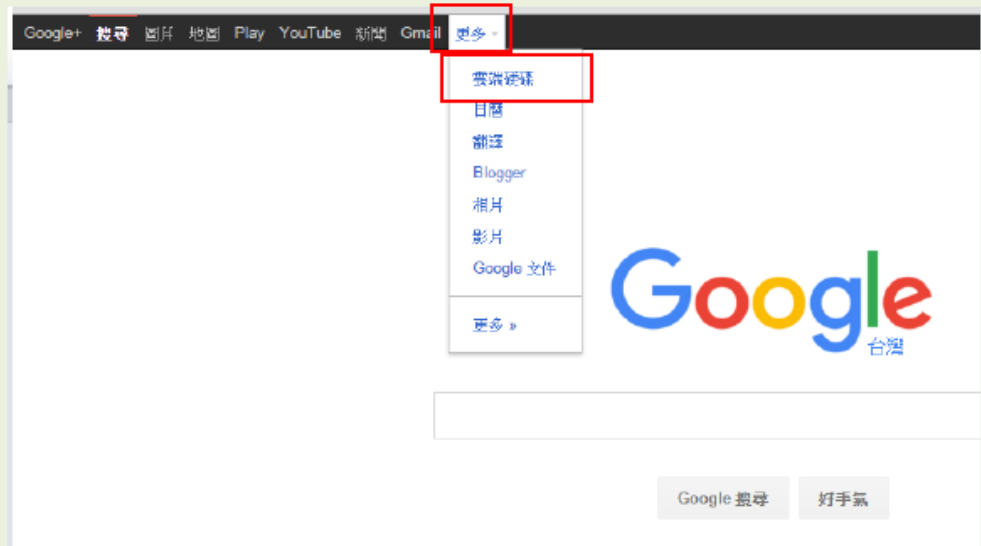 Google+ 搜尋 圖片 地圖 Play YouTube 新聞 Gmail 更多
雲端硬碟
日曆
翻譯
Blogger
相片
影片
Google 文件
更多 »
Google
台灣
Google 搜尋 好手氣